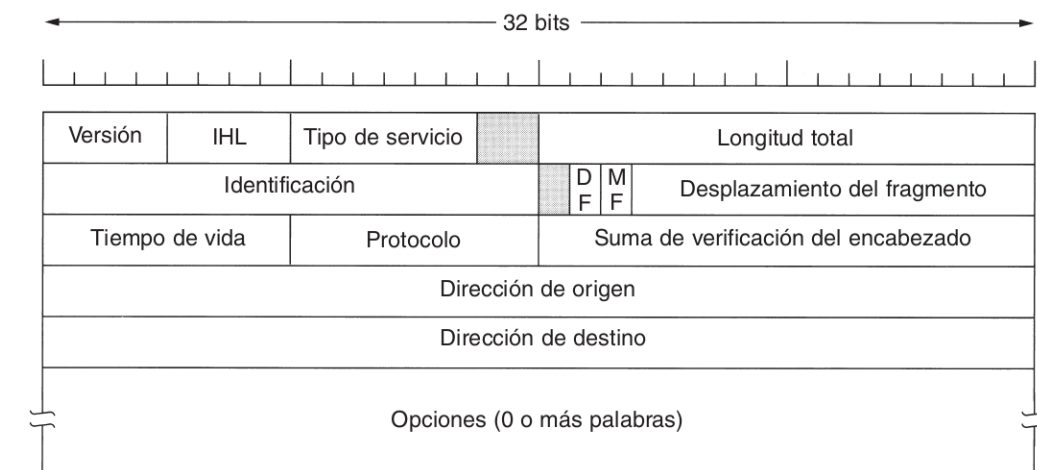 32 bits
Versión IHL Tipo de servicio Longitud total
Identificación D F M F Desplazamiento del fragmento
Tiempo de vida Protocolo Suma de verificación del encabezado
Dirección de origen
Dirección de destino
Opciones (0 o más palabras)